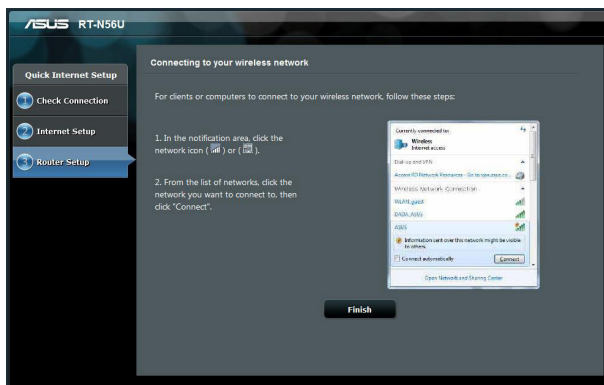 ASUS RT-N56U
Quick Internet Setup
1 Check Connection
2 Internet Setup
3 Router Setup
Connecting to your wireless network
For clients or computers to connect to your wireless network, follow these steps:
1. In the notification area, click the
network icon ( ) or ( ).
2. From the list of networks, click the
network you want to connect to, then
click "Connect".
Currently connected to:
Wireless
Internet access
Dial-up and VPN
Wireless Network Connection
WLAN_guest
DADA_ASUS
ASUS
Information sent over this network might be visible
to others.
Connect automatically
Connect
Open Network and Sharing Center
Finish